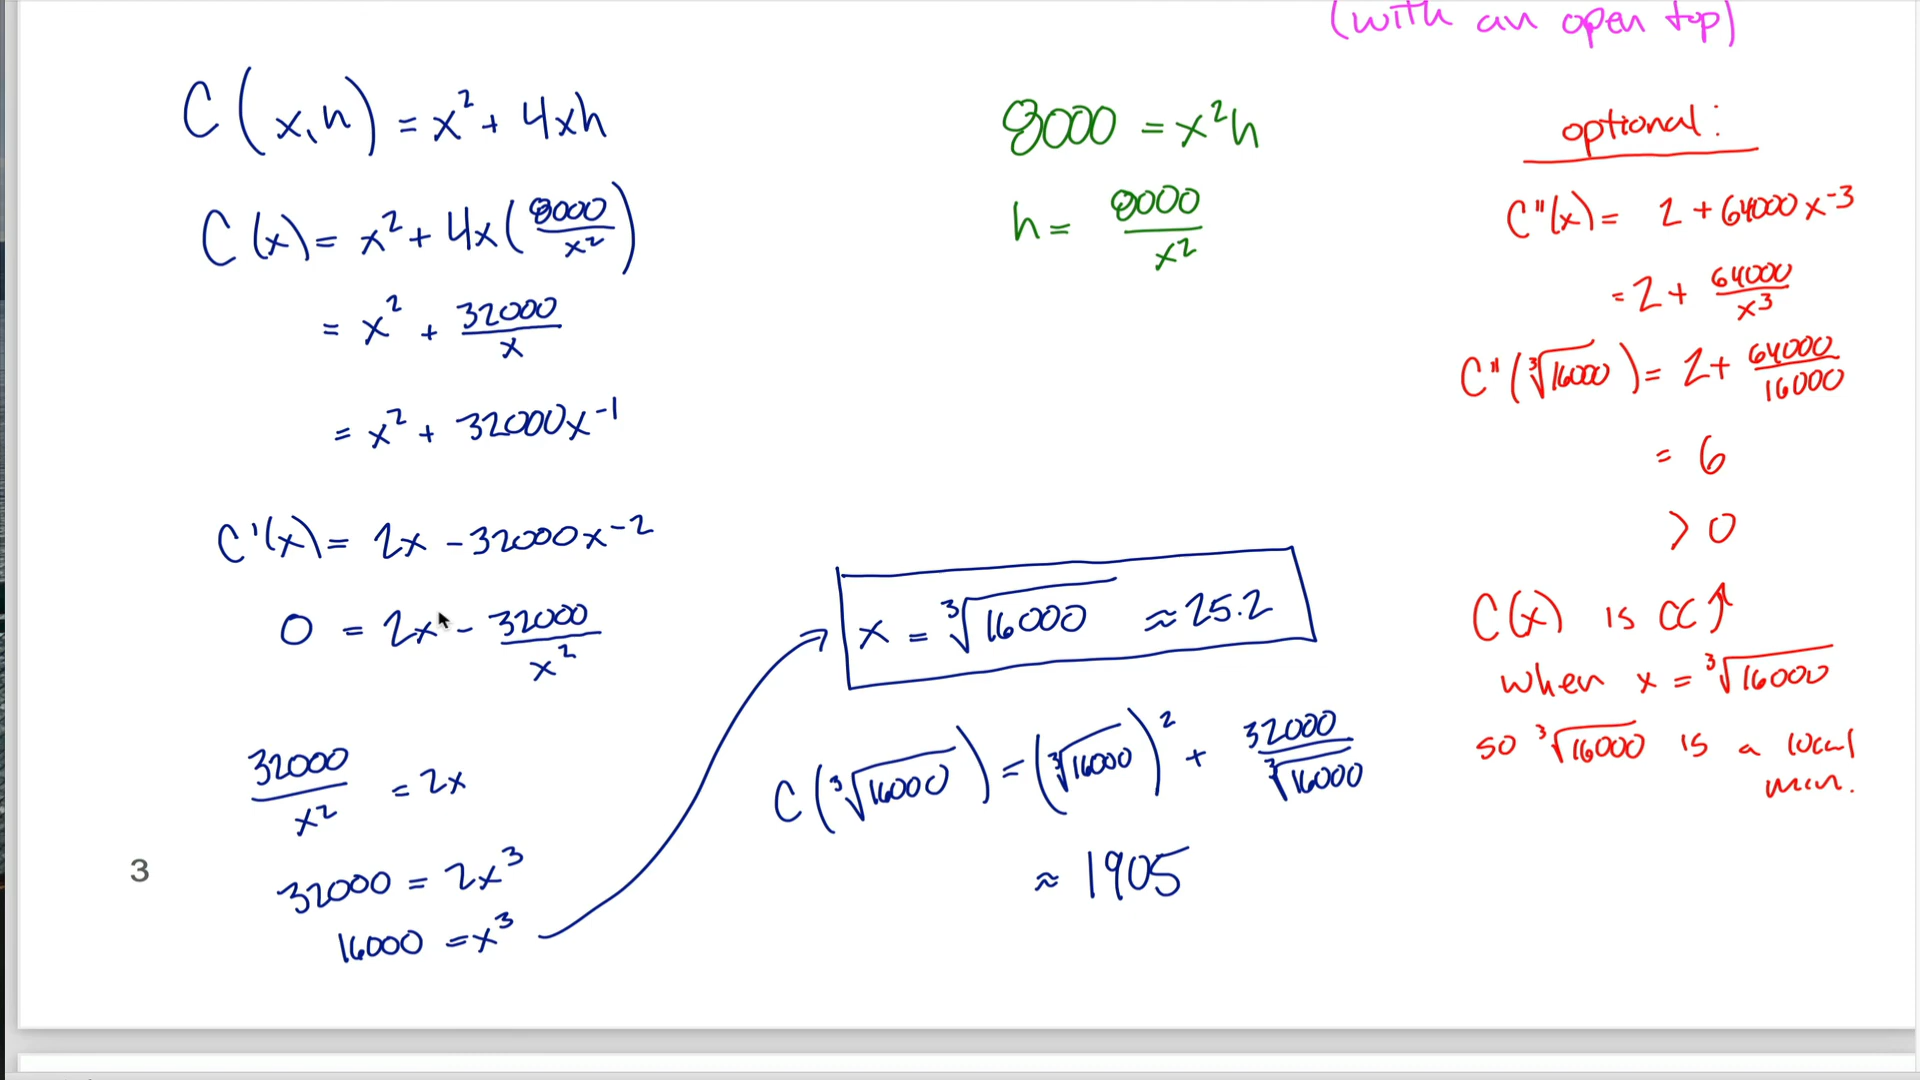 (with an open top)
C(x,h) = x² + 4xh
C(x) = x² + 4x(8000/x²)
= x² + 32000/x
= x² + 32000x⁻¹
C'(x) = 2x - 32000x⁻²
0 = 2x - 32000/x²
32000/x² = 2x
32000 = 2x³
16000 = x³
3
8000 = x²h
h = 8000/x²
x = ∛16000 ≈ 25.2
C(∛16000) = (∛16000)² + 32000/∛16000
≈ 1905
optional:
C"(x) = 2 + 64000x⁻³
= 2 + 64000/x³
C"(∛16000) = 2 + 64000/16000
= 6
> 0
C(x) is CC↑
when x = ∛16000
so ∛16000 is a local
min.